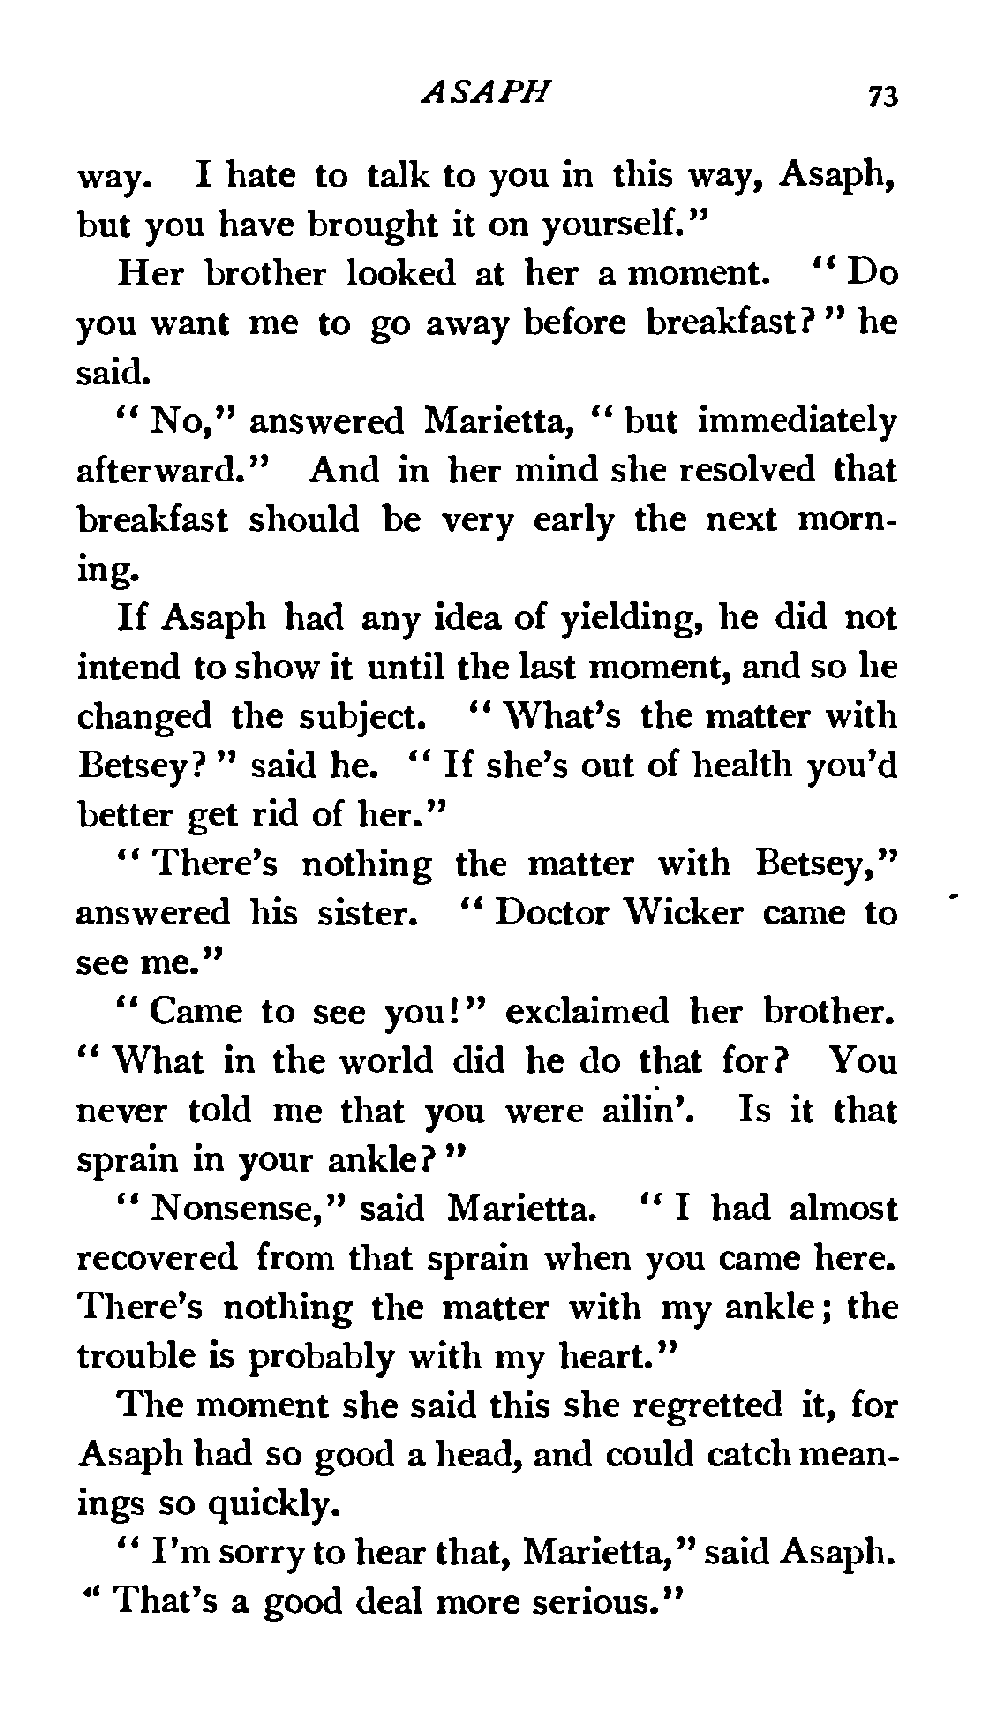 ASAPH 73
way. I hate to talk to you in this way, Asaph,
but you have brought it on yourself."
Her brother looked at her a moment. "Do
you want me to go away before breakfast?" he
said.
"No," answered Marietta, "but immediately
afterward." And in her mind she resolved that
breakfast should be very early the next morn-
ing.
If Asaph had any idea of yielding, he did not
intend to show it until the last moment, and so he
changed the subject. "What's the matter with
Betsey?" said he. "If she's out of health you'd
better get rid of her."
"There's nothing the matter with Betsey,"
answered his sister. "Doctor Wicker came to
see me."
"Came to see you!" exclaimed her brother.
"What in the world did he do that for? You
never told me that you were ailin'. Is it that
sprain in your ankle?"
"Nonsense," said Marietta. "I had almost
recovered from that sprain when you came here.
There's nothing the matter with my ankle; the
trouble is probably with my heart."
The moment she said this she regretted it, for
Asaph had so good a head, and could catch mean-
ings so quickly.
"I'm sorry to hear that, Marietta," said Asaph.
"That's a good deal more serious."